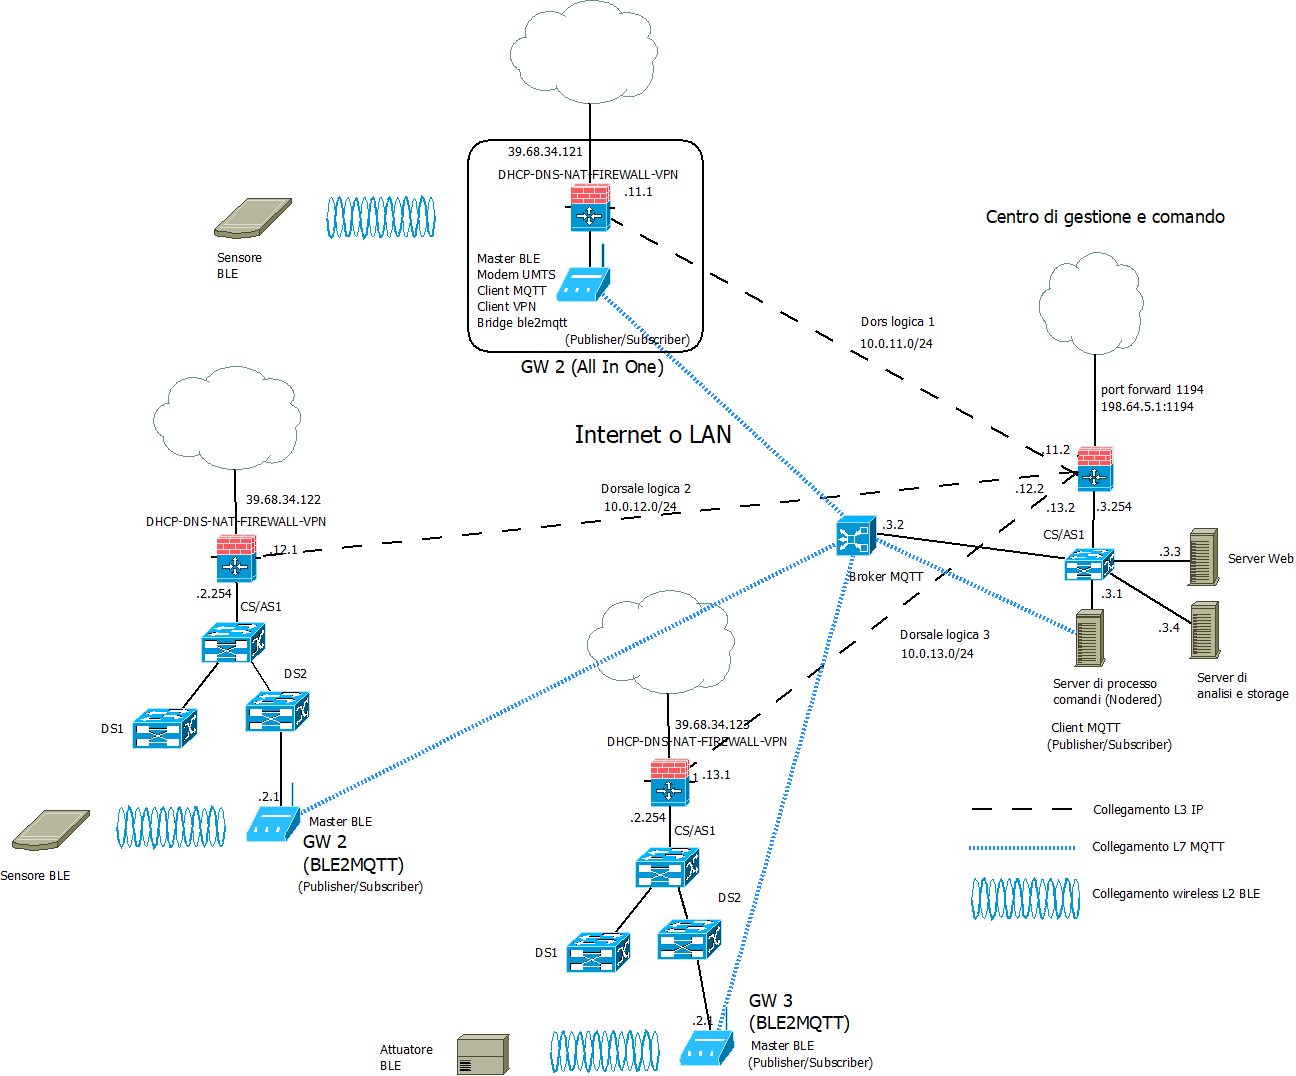 39.68.34.121
DHCP-DNS-NAT-FIREWALL-VPN
.11.1
Sensore
BLE
Master BLE
Modem UMTS
Client MQTT
Client VPN
Bridge ble2mqtt
(Publisher/Subscriber)
GW 2 (All In One)
Centro di gestione e comando
Dors logica 1
10.0.11.0/24
port forward 1194
198.64.5.1:1194
Internet o LAN
.11.2
.12.2
.13.2
.3.254
CS/AS1
Dorsale logica 2
10.0.12.0/24
39.68.34.122
DHCP-DNS-NAT-FIREWALL-VPN
.12.1
.2.254
CS/AS1
DS2
DS1
.3.2
Broker MQTT
.3.3
Server Web
.3.1
.3.4
Server di
analisi e storage
Server di processo
comandi (Nodered)
Client MQTT
(Publisher/Subscriber)
Dorsale logica 3
10.0.13.0/24
39.68.34.123
DHCP-DNS-NAT-FIREWALL-VPN
1
.13.1
.2.254
CS/AS1
DS2
DS1
.2.1
Master BLE
GW 2
(BLE2MQTT)
(Publisher/Subscriber)
Sensore BLE
Collegamento L3 IP
Collegamento L7 MQTT
Collegamento wireless L2 BLE
GW 3
(BLE2MQTT)
.2.1
Master BLE
(Publisher/Subscriber)
Attuatore
BLE